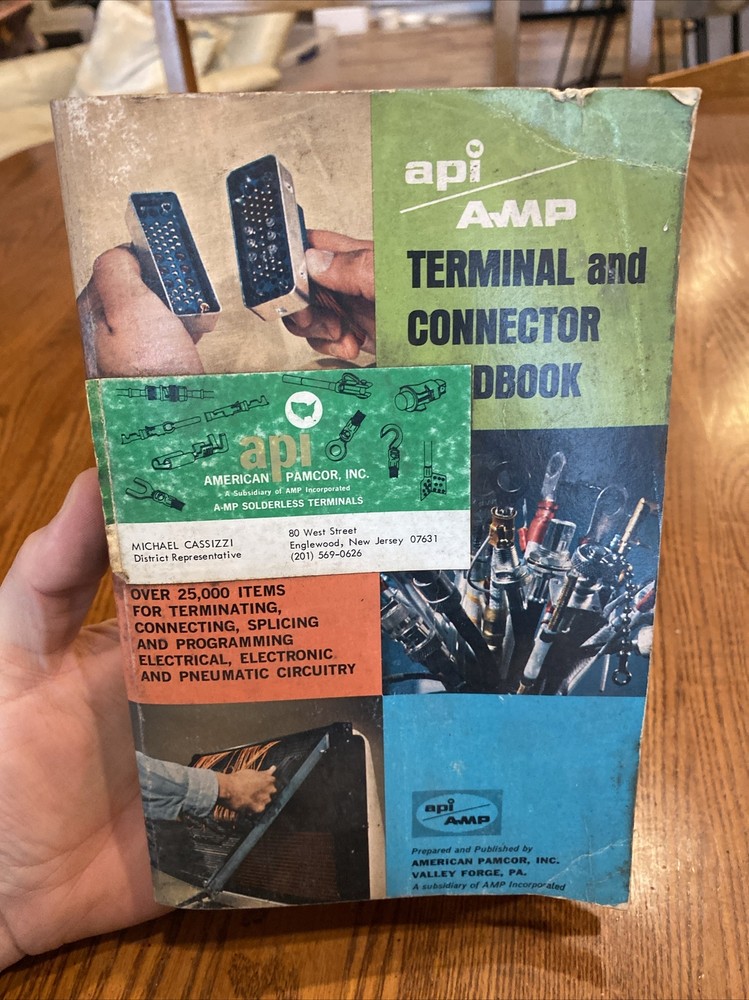 api
AMP
TERMINAL and
CONNECTOR
DBOOK
api
AMERICAN PAMCOR, INC.
A Subsidiary of AMP Incorporated
A-MP SOLDERLESS TERMINALS
MICHAEL CASSIZZI
District Representative
80 West Street
Englewood, New Jersey 07631
(201) 569-0626
OVER 25,000 ITEMS
FOR TERMINATING,
CONNECTING, SPLICING
AND PROGRAMMING
ELECTRICAL, ELECTRONIC
AND PNEUMATIC CIRCUITRY
api
AMP
Prepared and Published by
AMERICAN PAMCOR, INC.
VALLEY FORGE, PA.
A subsidiary of AMP Incorporated